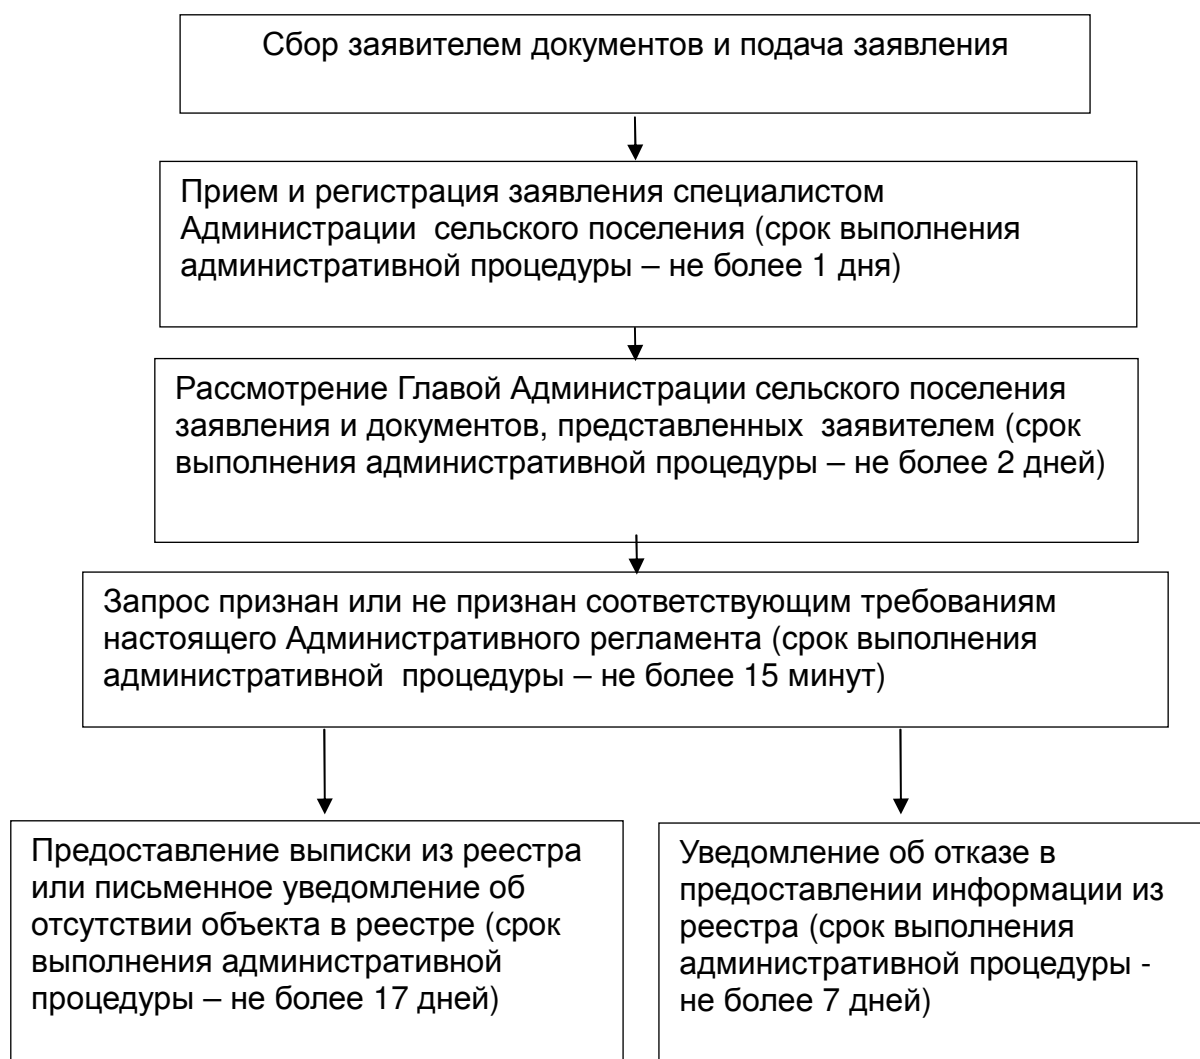 Сбор заявителем документов и подача заявления
Прием и регистрация заявления специалистом
Администрации  сельского поселения (срок выполнения
административной процедуры – не более 1 дня)
Рассмотрение Главой Администрации сельского поселения
заявления и документов, представленных  заявителем (срок
выполнения административной процедуры – не более 2 дней)
Запрос признан или не признан соответствующим требованиям
настоящего Административного регламента (срок выполнения
административной  процедуры – не более 15 минут)
Предоставление выписки из реестра
или письменное уведомление об
отсутствии объекта в реестре (срок
выполнения административной
процедуры – не более 17 дней)
Уведомление об отказе в
предоставлении информации из
реестра (срок выполнения
административной процедуры -
не более 7 дней)